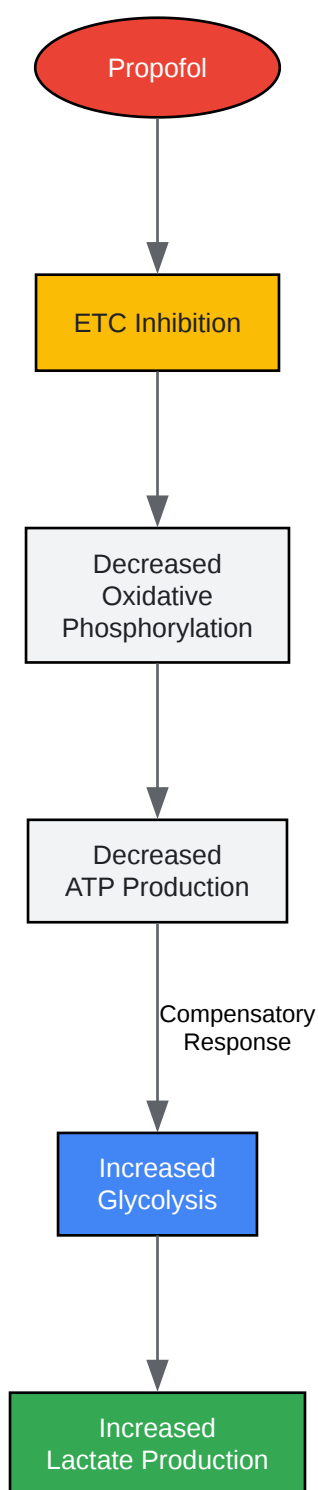 Propofol
ETC Inhibition
Decreased
Oxidative
Phosphorylation
Decreased
ATP Production
Compensatory
Response
Increased
Glycolysis
Increased
Lactate Production